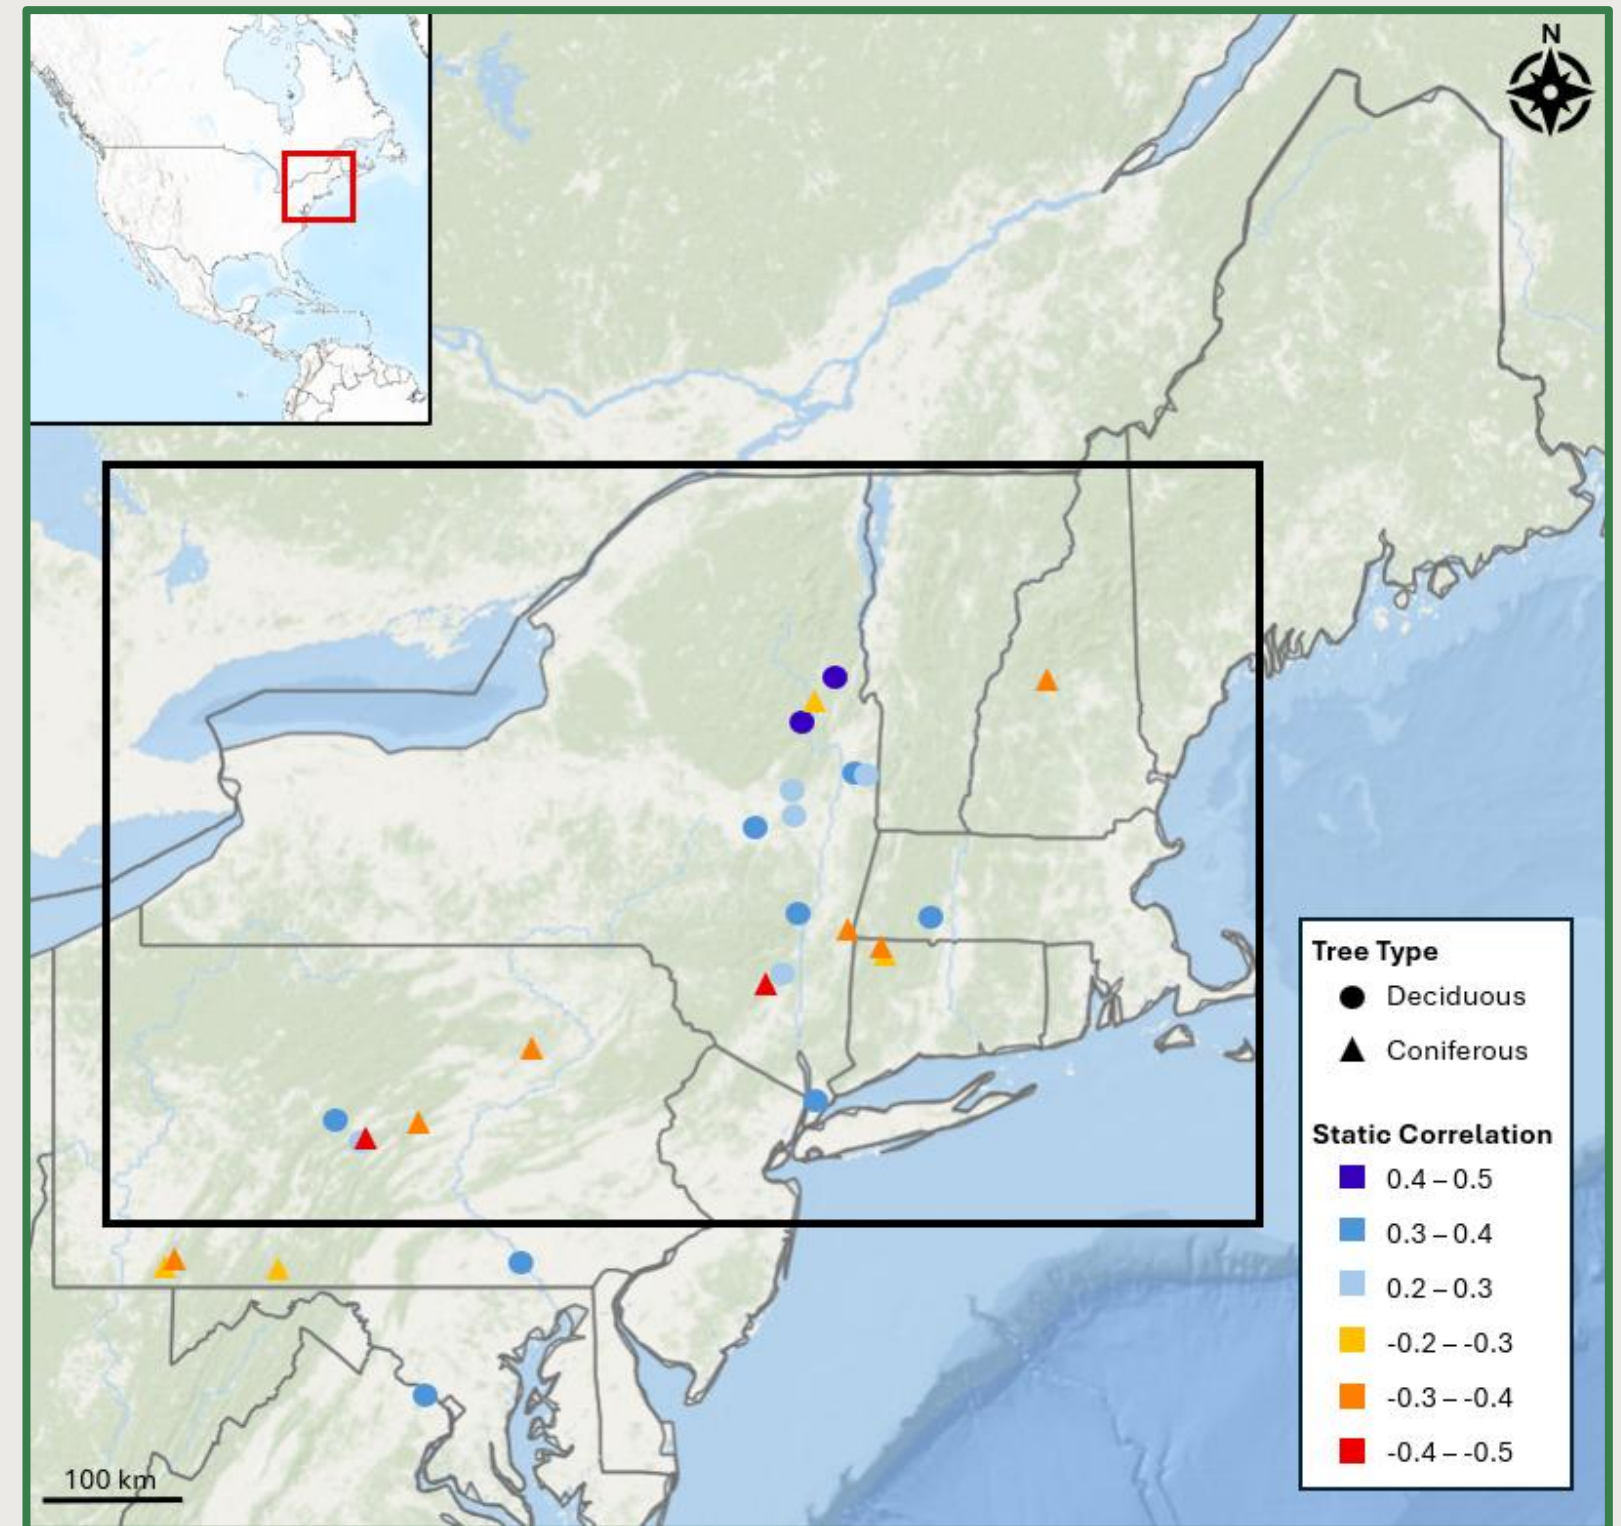 N
Tree Type
Deciduous
Coniferous
Static Correlation
0.4 – 0.5
0.3 – 0.4
0.2 – 0.3
-0.2 – -0.3
-0.3 – -0.4
-0.4 – -0.5
100 km